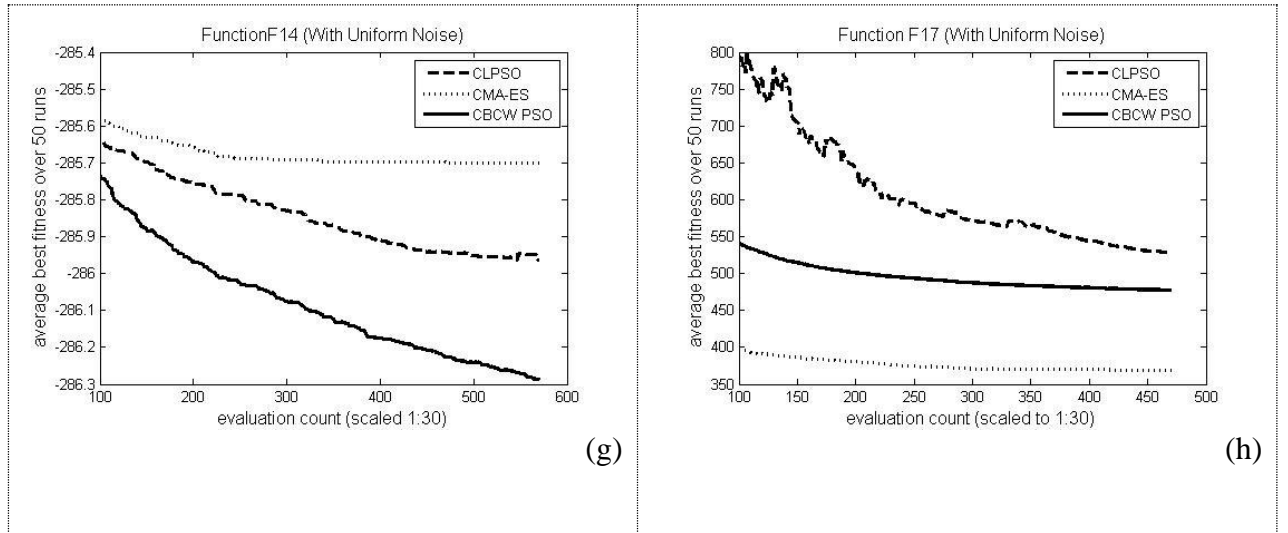 FunctionF14 (With Uniform Noise)
-285.4
-285.5
-285.6
-285.7
-285.8
-285.9
-286
-286.1
-286.2
-286.3
average best fitness over 50 runs
CLPSO
CMA-ES
CBCW PSO
100
200
300
400
500
600
evaluation count (scaled 1:30)
(g)
Function F17 (With Uniform Noise)
800
750
700
650
600
550
500
450
400
350
average best fitness over 50 runs
CLPSO
CMA-ES
CBCW PSO
100
150
200
250
300
350
400
450
500
evaluation count (scaled to 1:30)
(h)